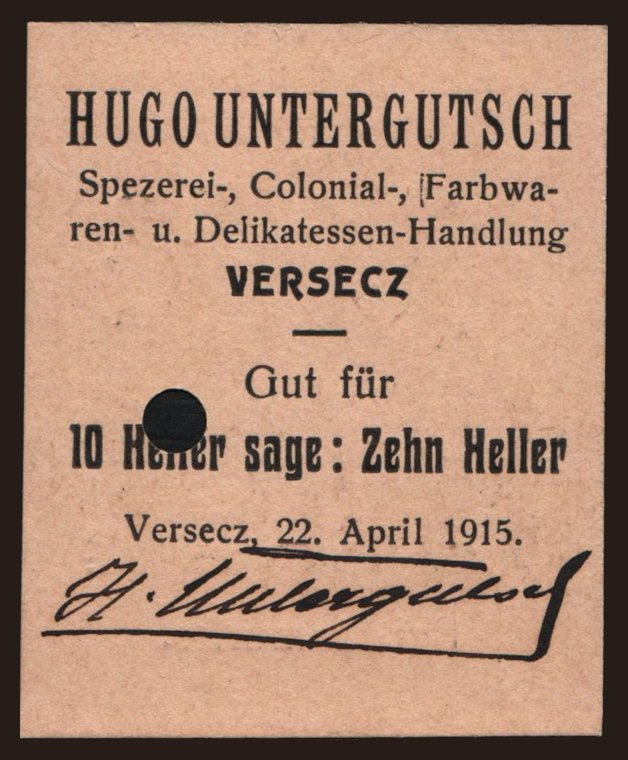 HUGO UNTERGUTSCH
Spezerei-, Colonial-, Farbwa-
ren- u. Delikatessen-Handlung
VERSECZ
Gut für
10 Heller sage: Zehn Heller
Versecz, 22. April 1915.
H. Untergutsch